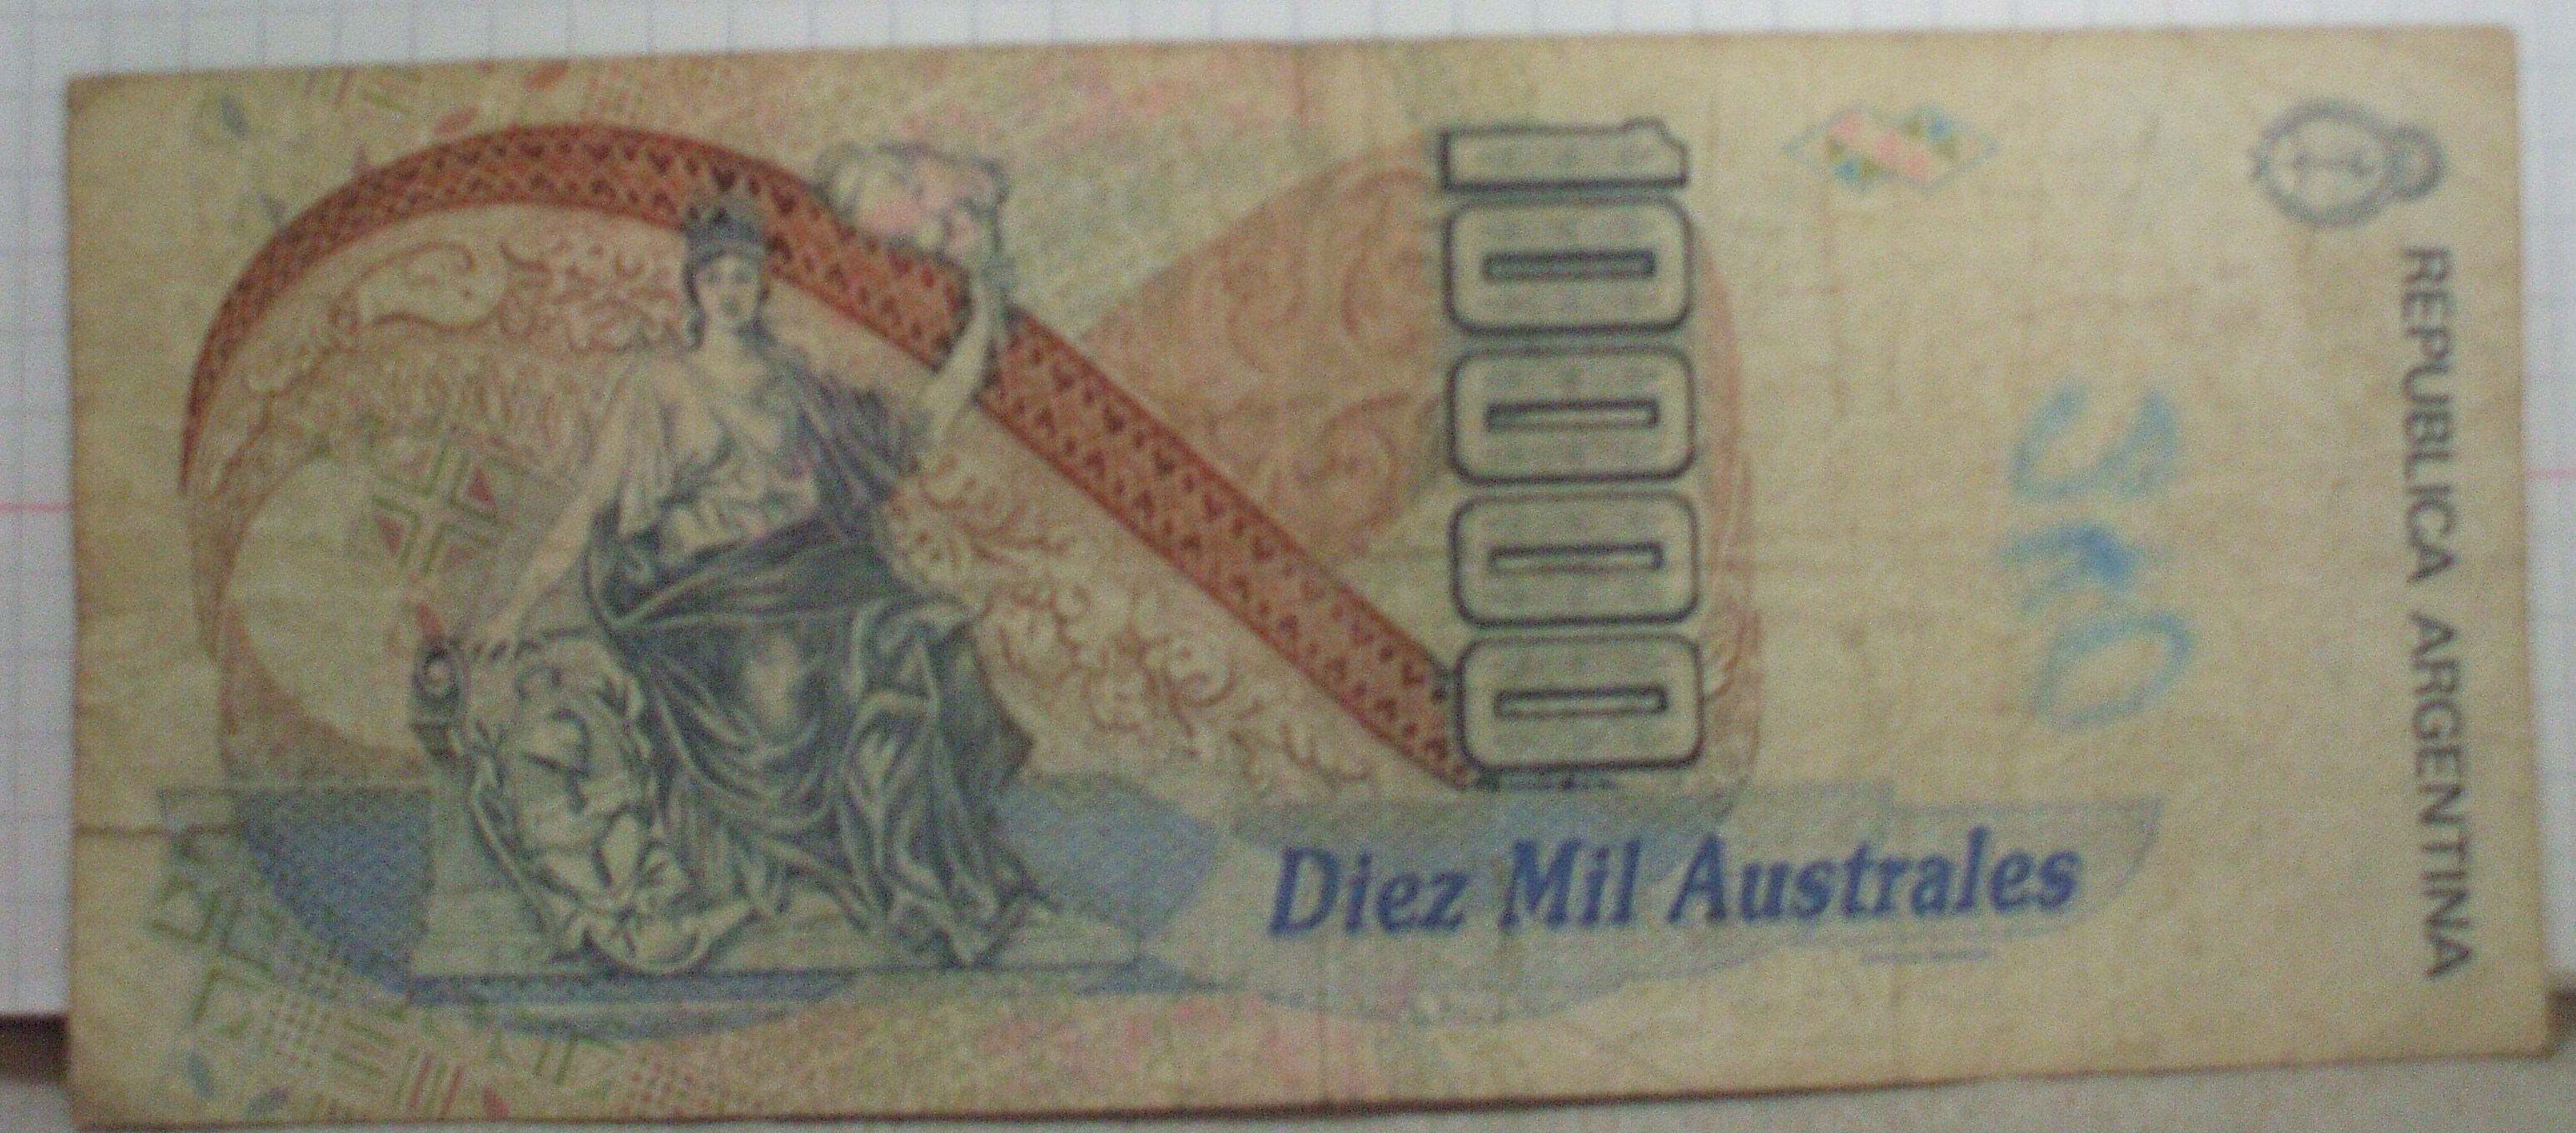 10000
REPUBLICA ARGENTINA
Diez Mil Australes